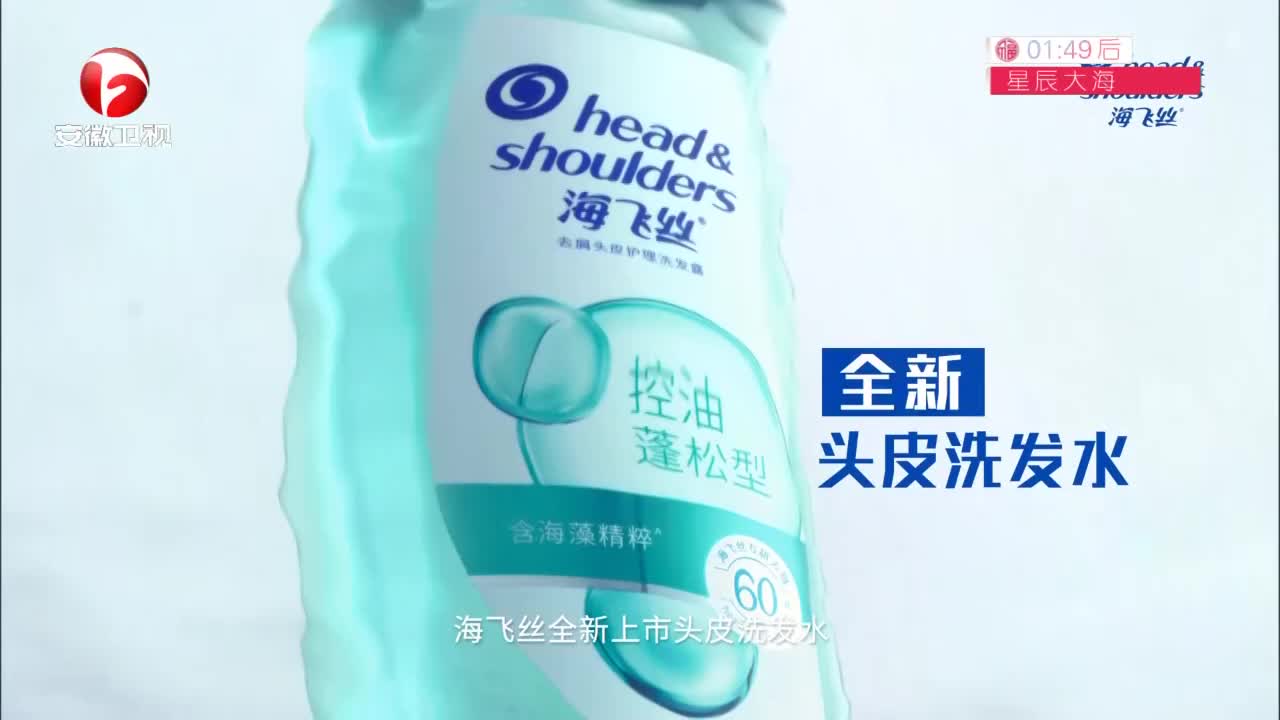 安徽卫视
01:49后
星辰大海
head&
shoulders
海飞丝
head&
shoulders
海飞丝
去屑头皮护理洗发露
控油
蓬松型
含海藻精粹^
60
全新
头皮洗发水
海飞丝全新上市头皮洗发水